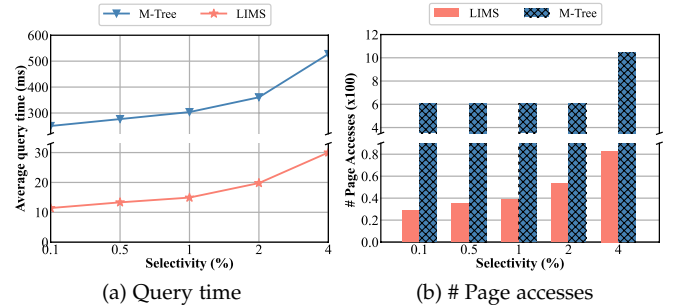 M-Tree LIMS
Average query time (ms)
600
500
400
300
30
20
10
0
0.1 0.5 1 2 4
Selectivity (%)
(a) Query time
LIMS M-Tree
# Page Accesses (x100)
12
10
8
6
4
0.8
0.6
0.4
0.2
0.0
0.1 0.5 1 2 4
Selectivity (%)
(b) # Page accesses